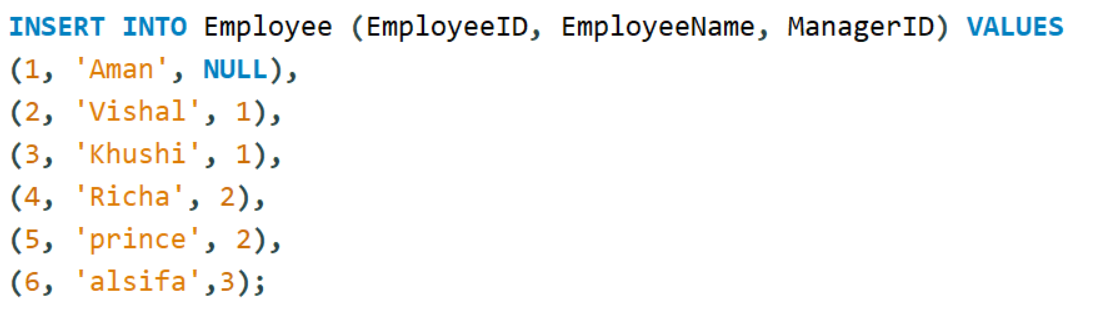 INSERT INTO Employee (EmployeeID, EmployeeName, ManagerID) VALUES
(1, 'Aman', NULL),
(2, 'Vishal', 1),
(3, 'Khushi', 1),
(4, 'Richa', 2),
(5, 'prince', 2),
(6, 'alsifa',3);